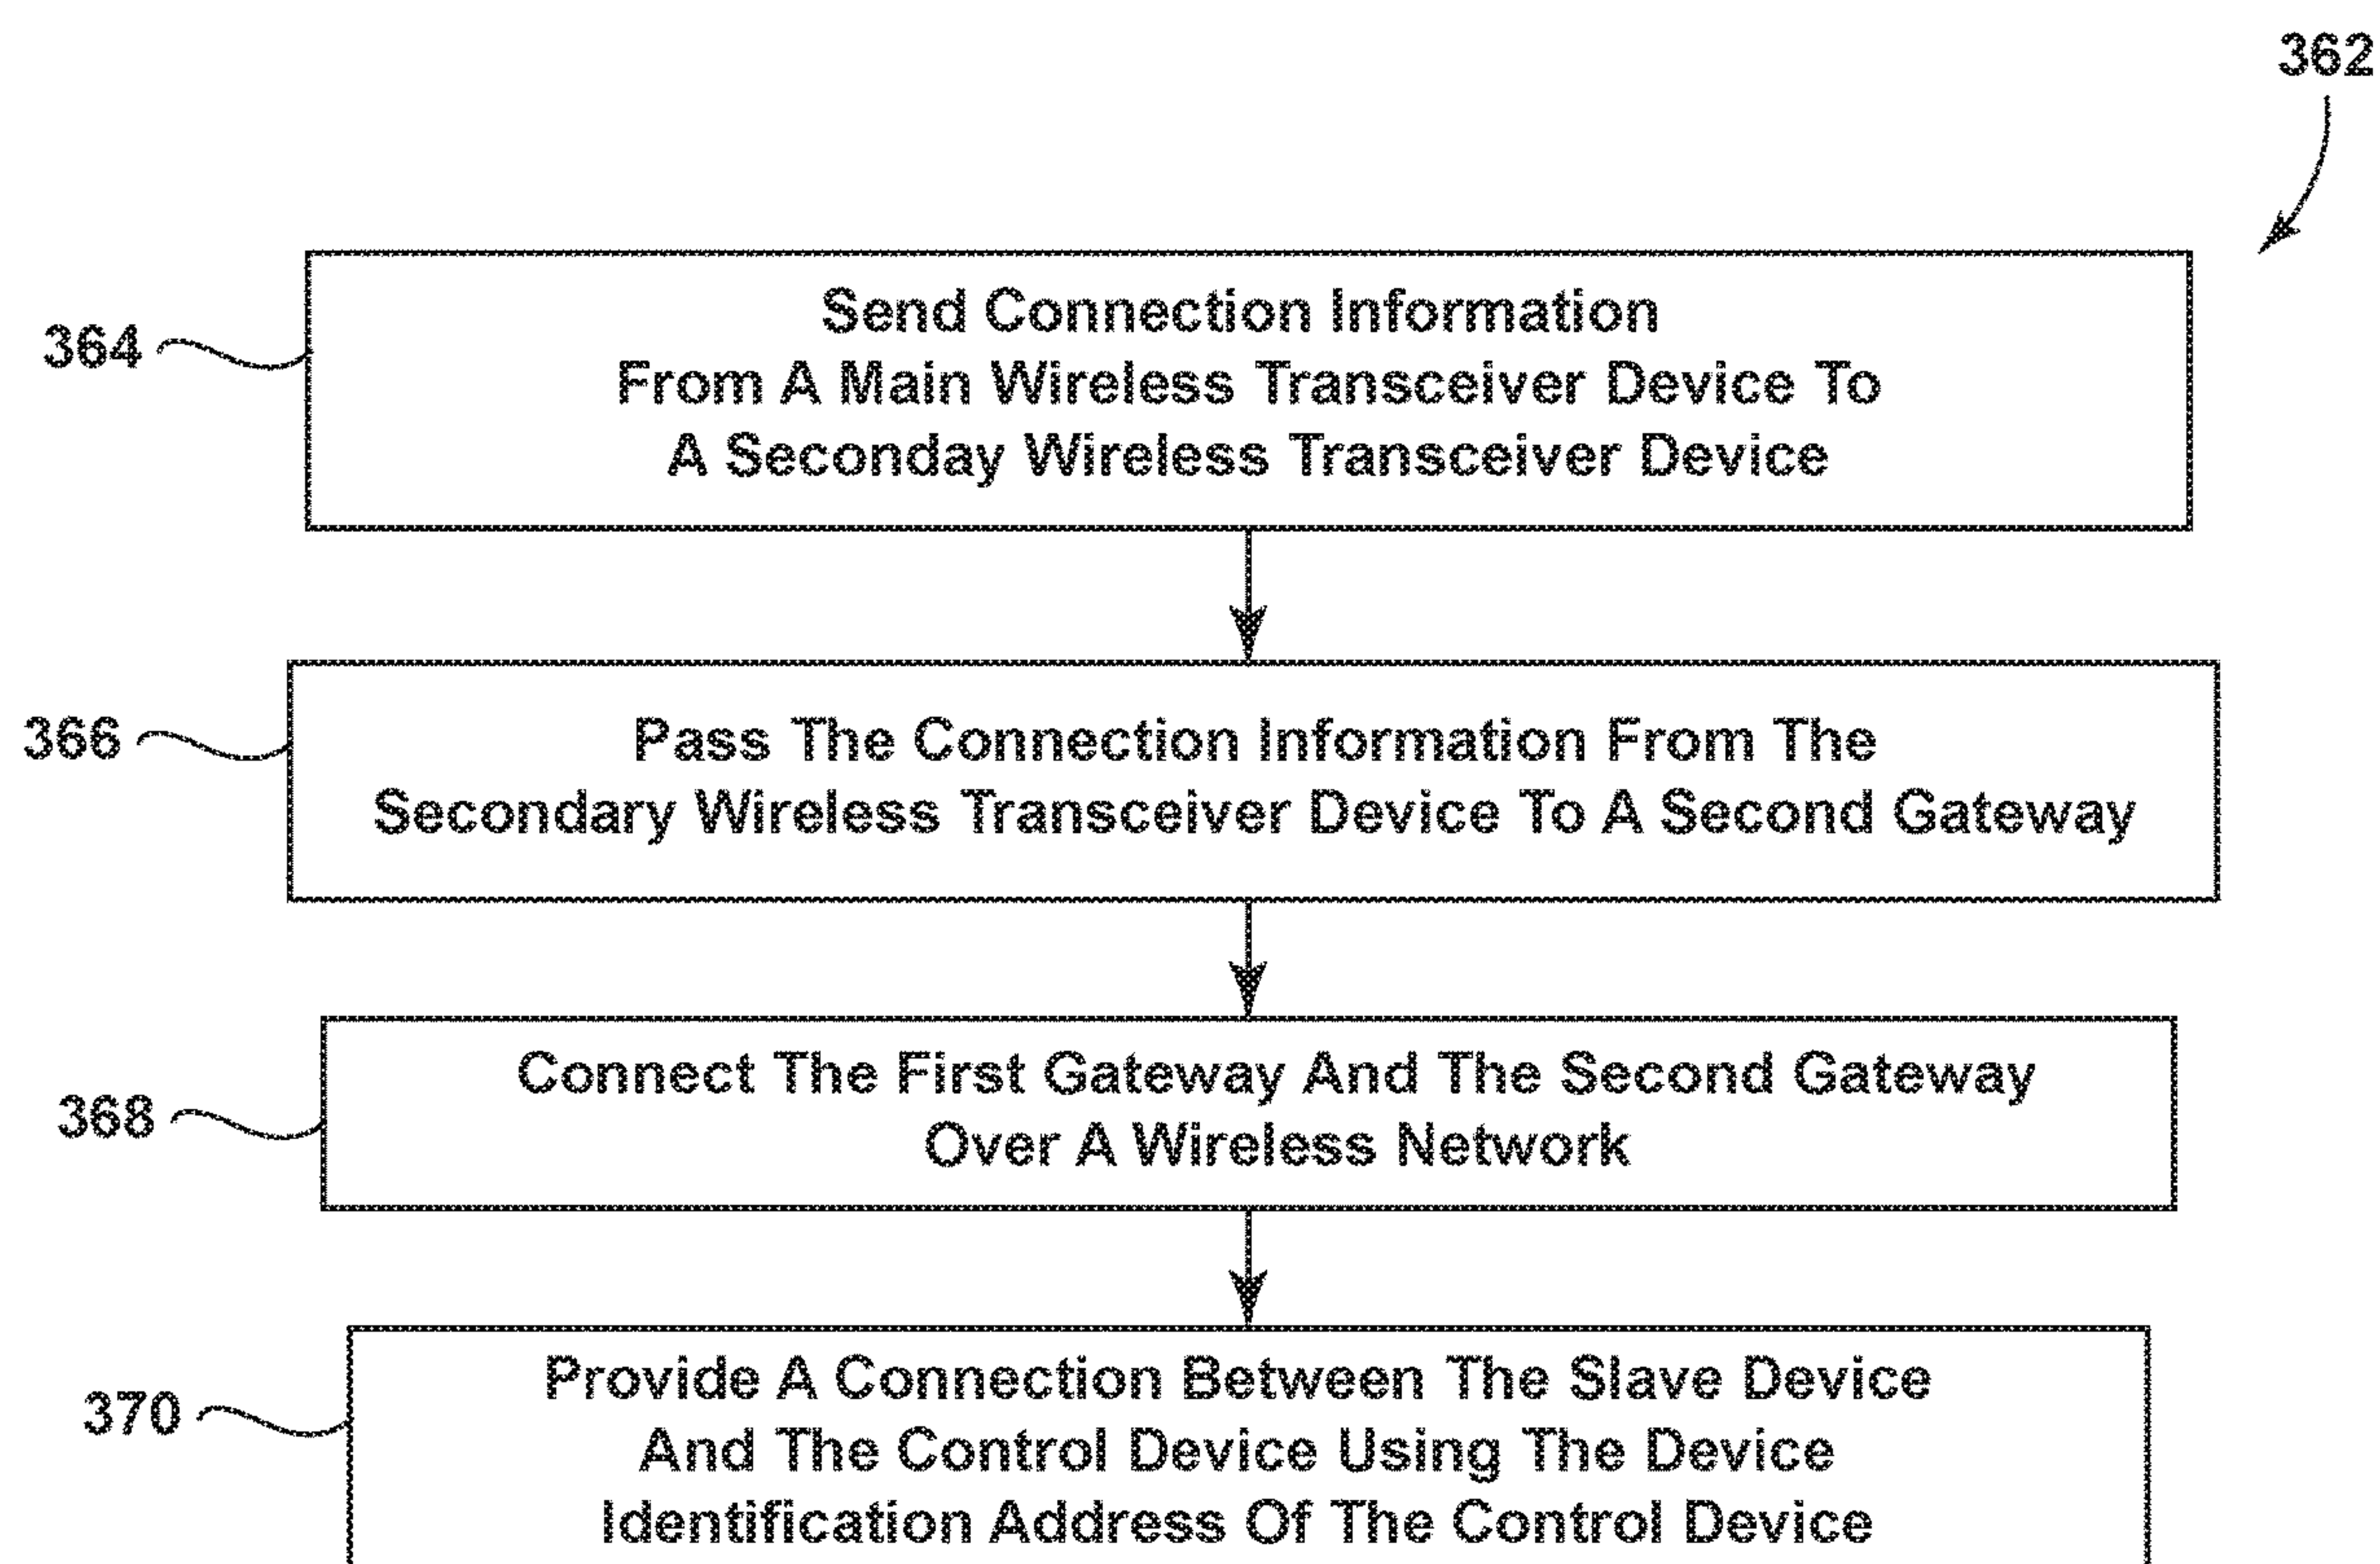 362
364
Send Connection Information
From A Main Wireless Transceiver Device To
A Seconday Wireless Transceiver Device
366
Pass The Connection Information From The
Secondary Wireless Transceiver Device To A Second Gateway
368
Connect The First Gateway And The Second Gateway
Over A Wireless Network
370
Provide A Connection Between The Slave Device
And The Control Device Using The Device
Identification Address Of The Control Device